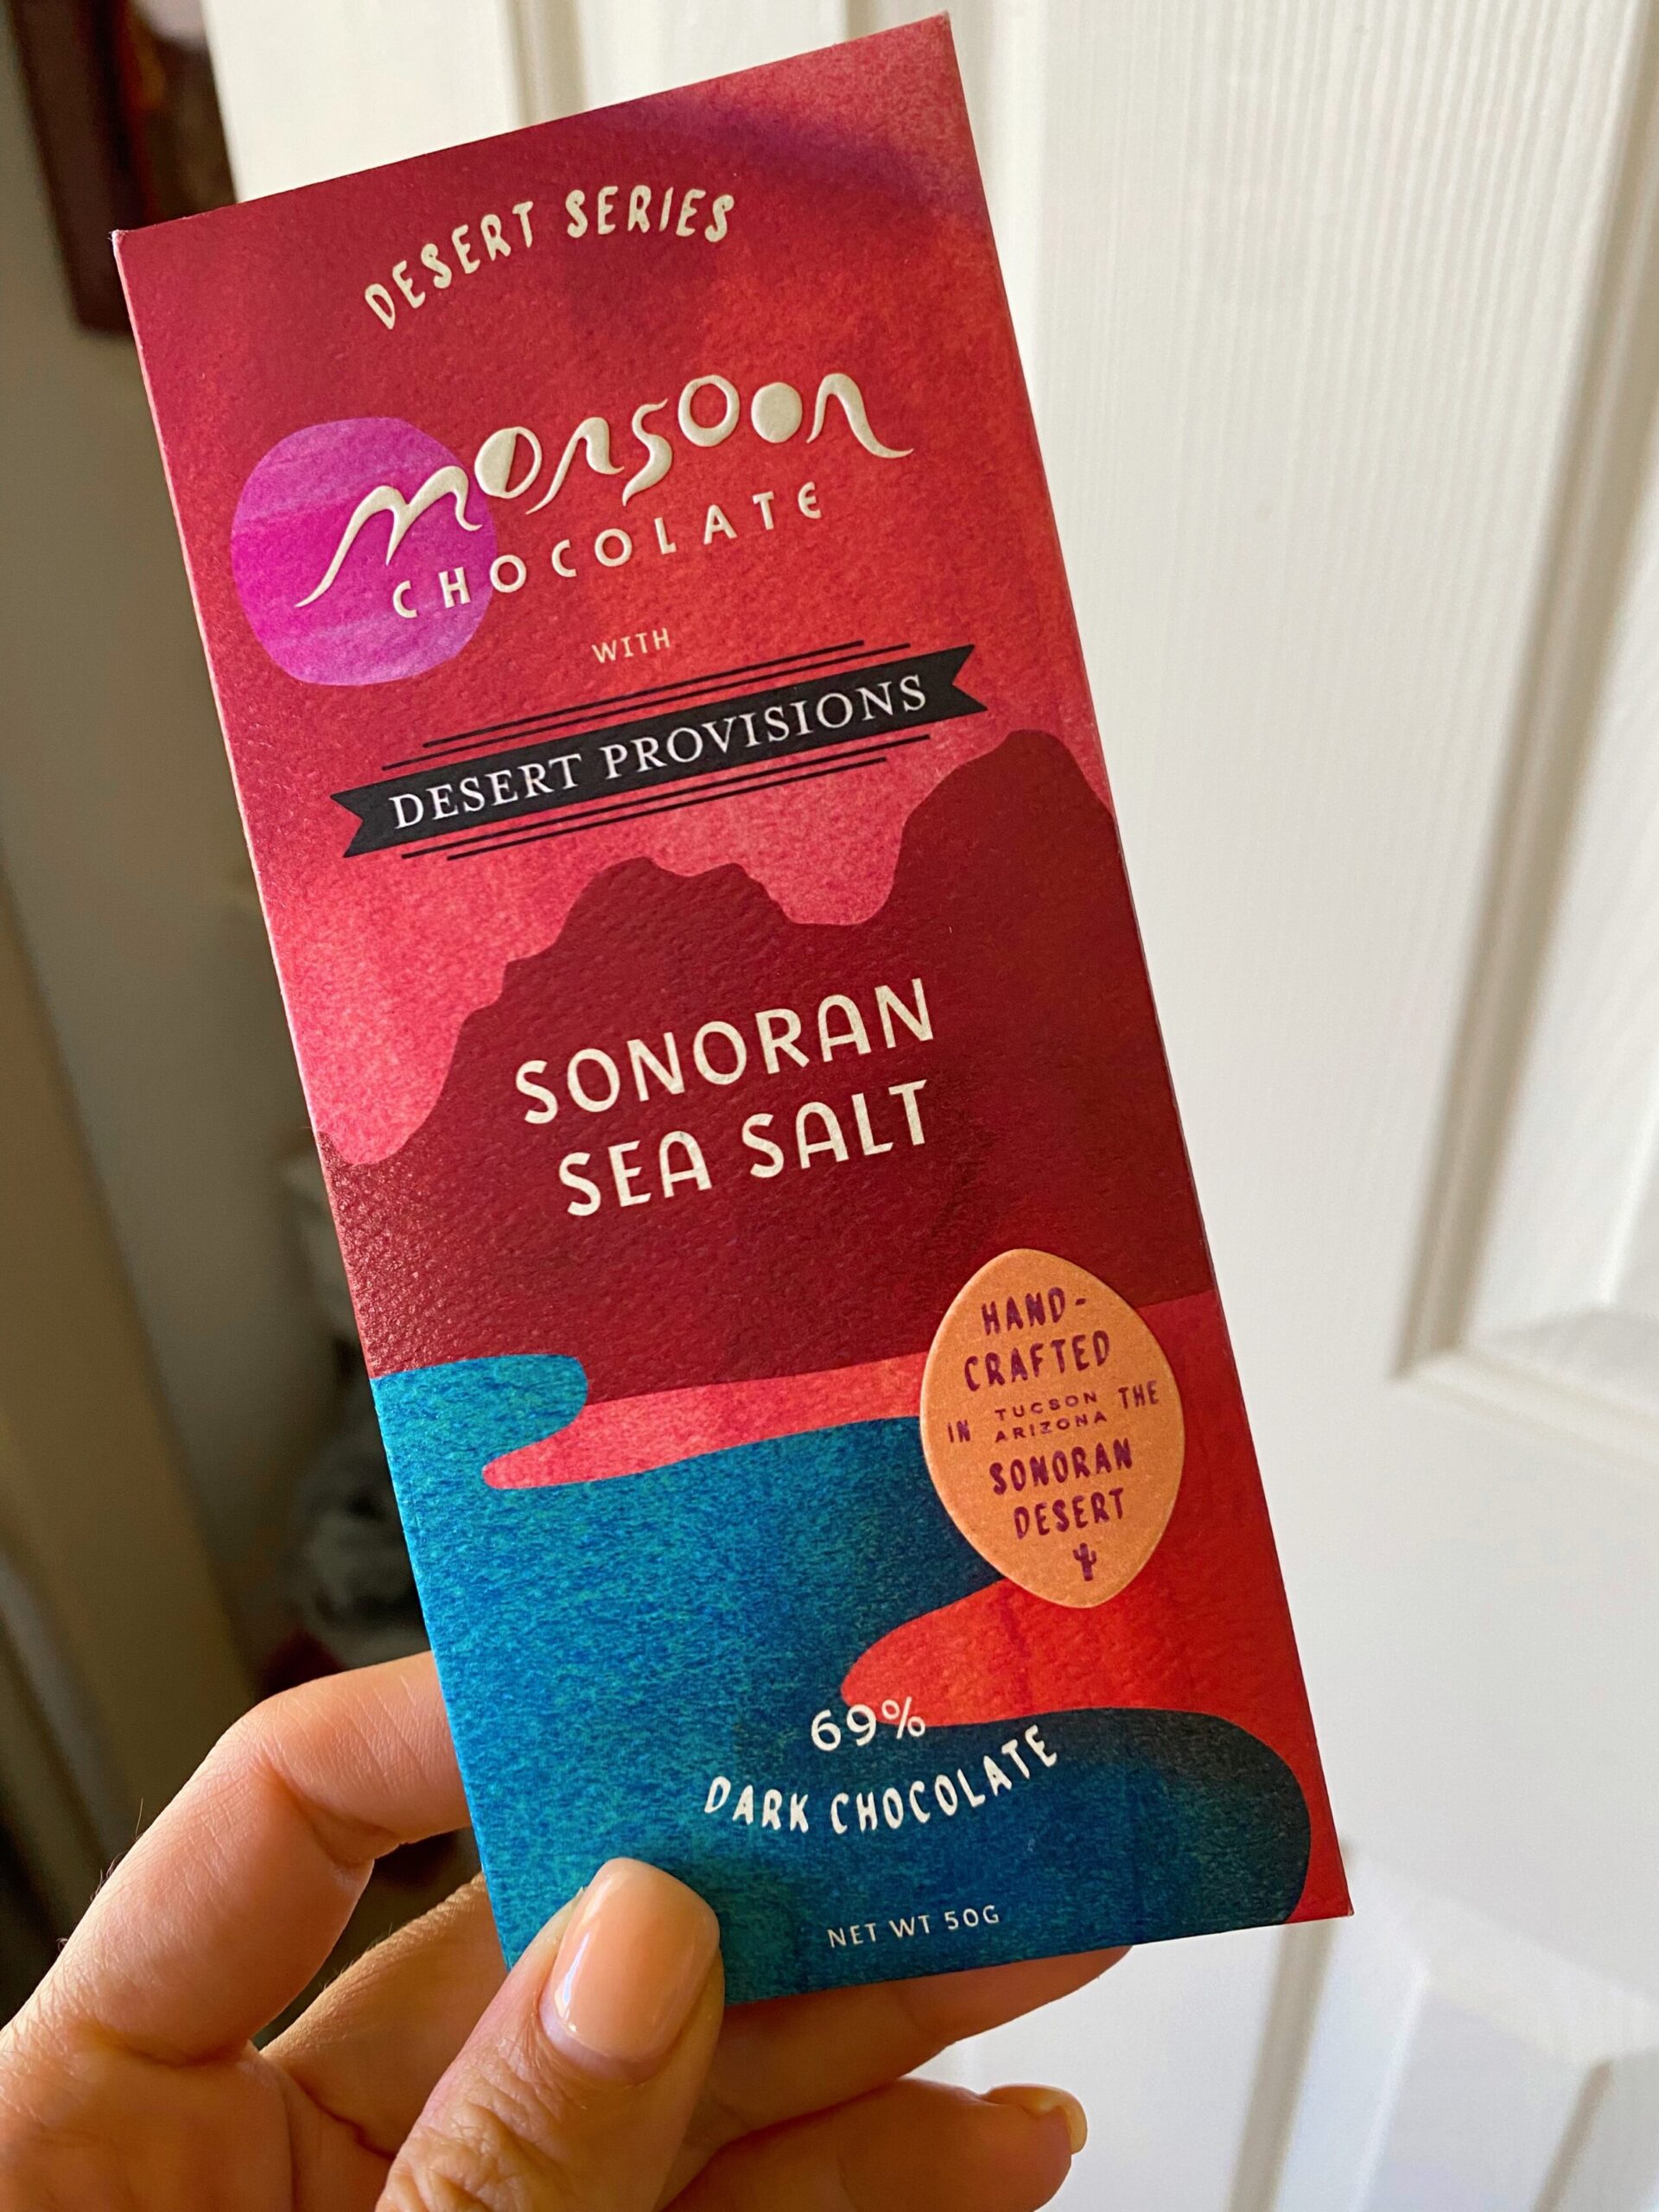 DESERT SERIES
monsoon
CHOCOLATE
WITH
DESERT PROVISIONS
SONORAN
SEA SALT
HAND-
CRAFTED
IN TUCSON ARIZONA THE
SONORAN
DESERT
69%
DARK CHOCOLATE
NET WT 50G